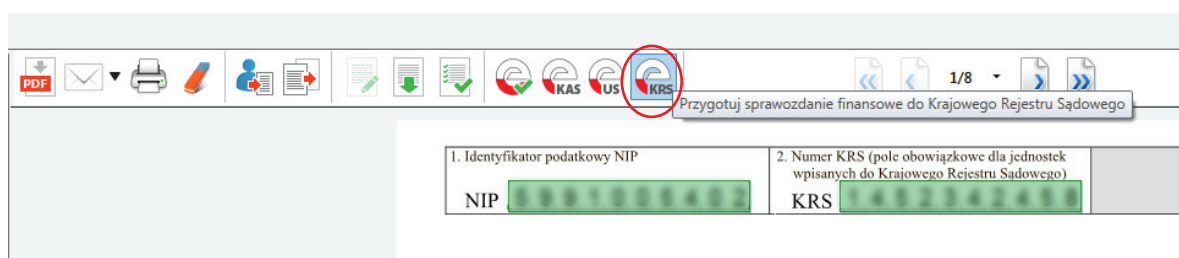 PDF
KAS
US
KRS
1/8
Przygotuj sprawozdanie finansowe do Krajowego Rejestru Sądowego
1. Identyfikator podatkowy NIP
NIP
2. Numer KRS (pole obowiązkowe dla jednostek
wpisanych do Krajowego Rejestru Sądowego)
KRS